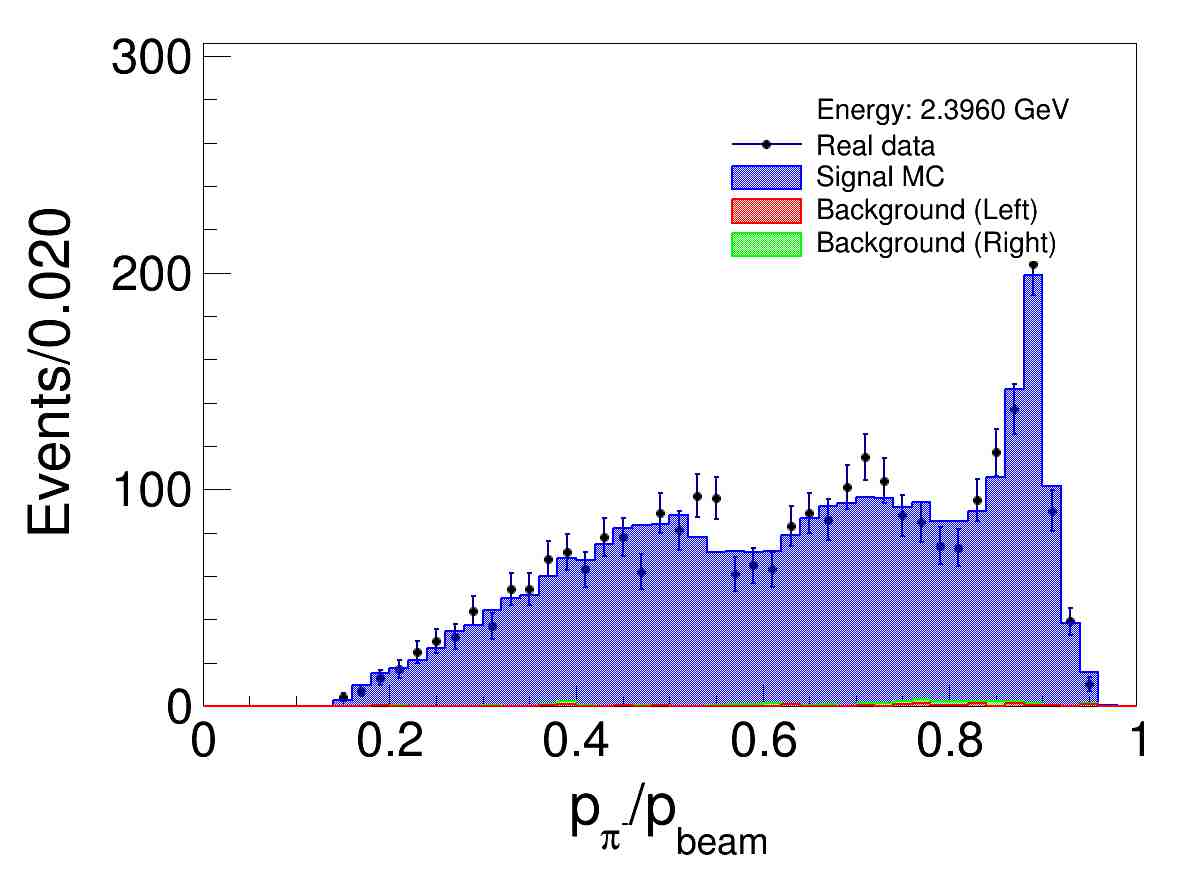 300
200
100
0
Events/0.020
Energy: 2.3960 GeV
Real data
Signal MC
Background (Left)
Background (Right)
0 0.2 0.4 0.6 0.8 1
pπ-/pbeam